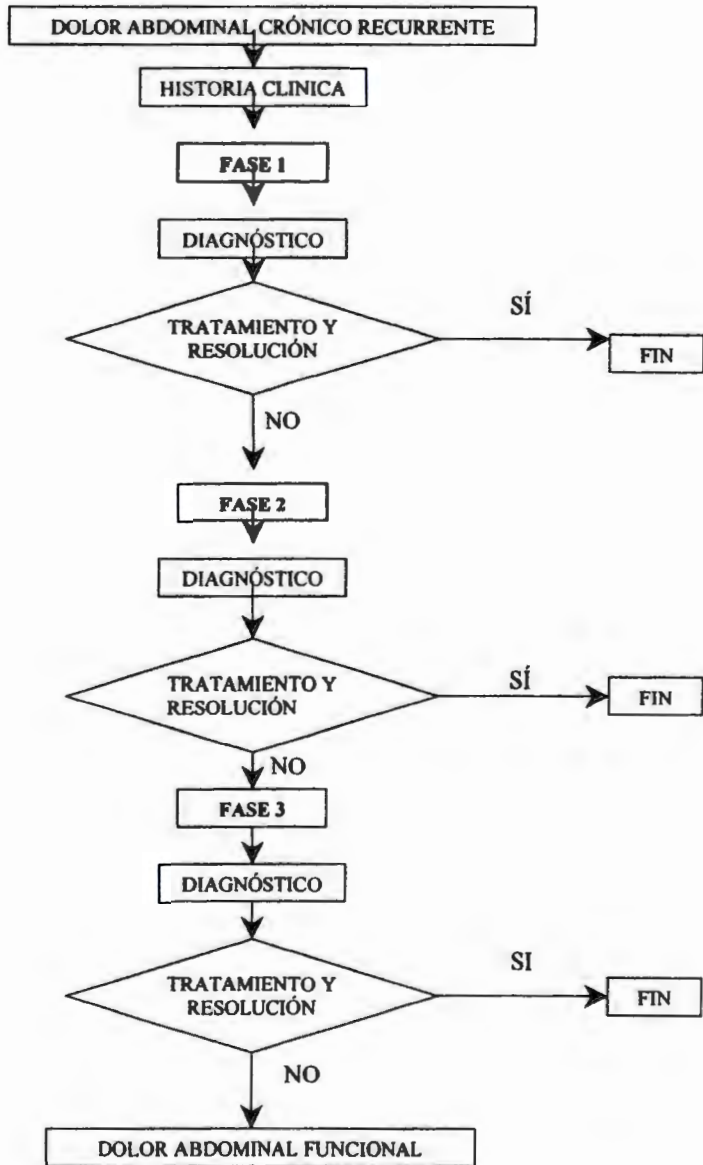 DOLOR ABDOMINAL CRÓNICO RECURRENTE
HISTORIA CLINICA
FASE 1
DIAGNÓSTICO
TRATAMIENTO Y
RESOLUCIÓN
SÍ
FIN
NO
FASE 2
DIAGNÓSTICO
TRATAMIENTO Y
RESOLUCIÓN
SÍ
FIN
NO
FASE 3
DIAGNÓSTICO
TRATAMIENTO Y
RESOLUCIÓN
SI
FIN
NO
DOLOR ABDOMINAL FUNCIONAL